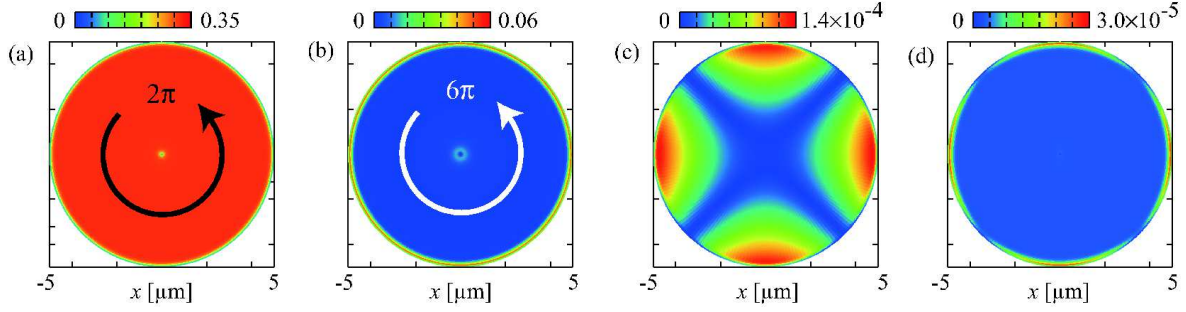 0 0.35 0 0.06 0 1.4×10⁻⁴ 0 3.0×10⁻⁵
(a) (b) (c) (d)
2π 6π
-5 5 -5 5 -5 5 -5 5
x [μm] x [μm] x [μm] x [μm]